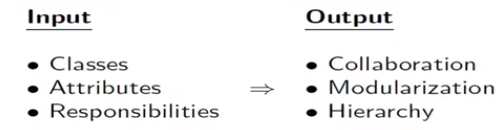 Input Output
• Classes • Collaboration
• Attributes ⇒ • Modularization
• Responsibilities • Hierarchy